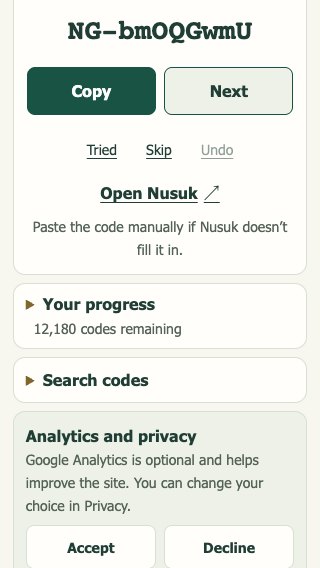 NG-bmOQGwmU
Copy
Next
Tried
Skip
Undo
Open Nusuk ↗
Paste the code manually if Nusuk doesn’t
fill it in.
▶ Your progress
12,180 codes remaining
▶ Search codes
Analytics and privacy
Google Analytics is optional and helps
improve the site. You can change your
choice in Privacy.
Accept
Decline